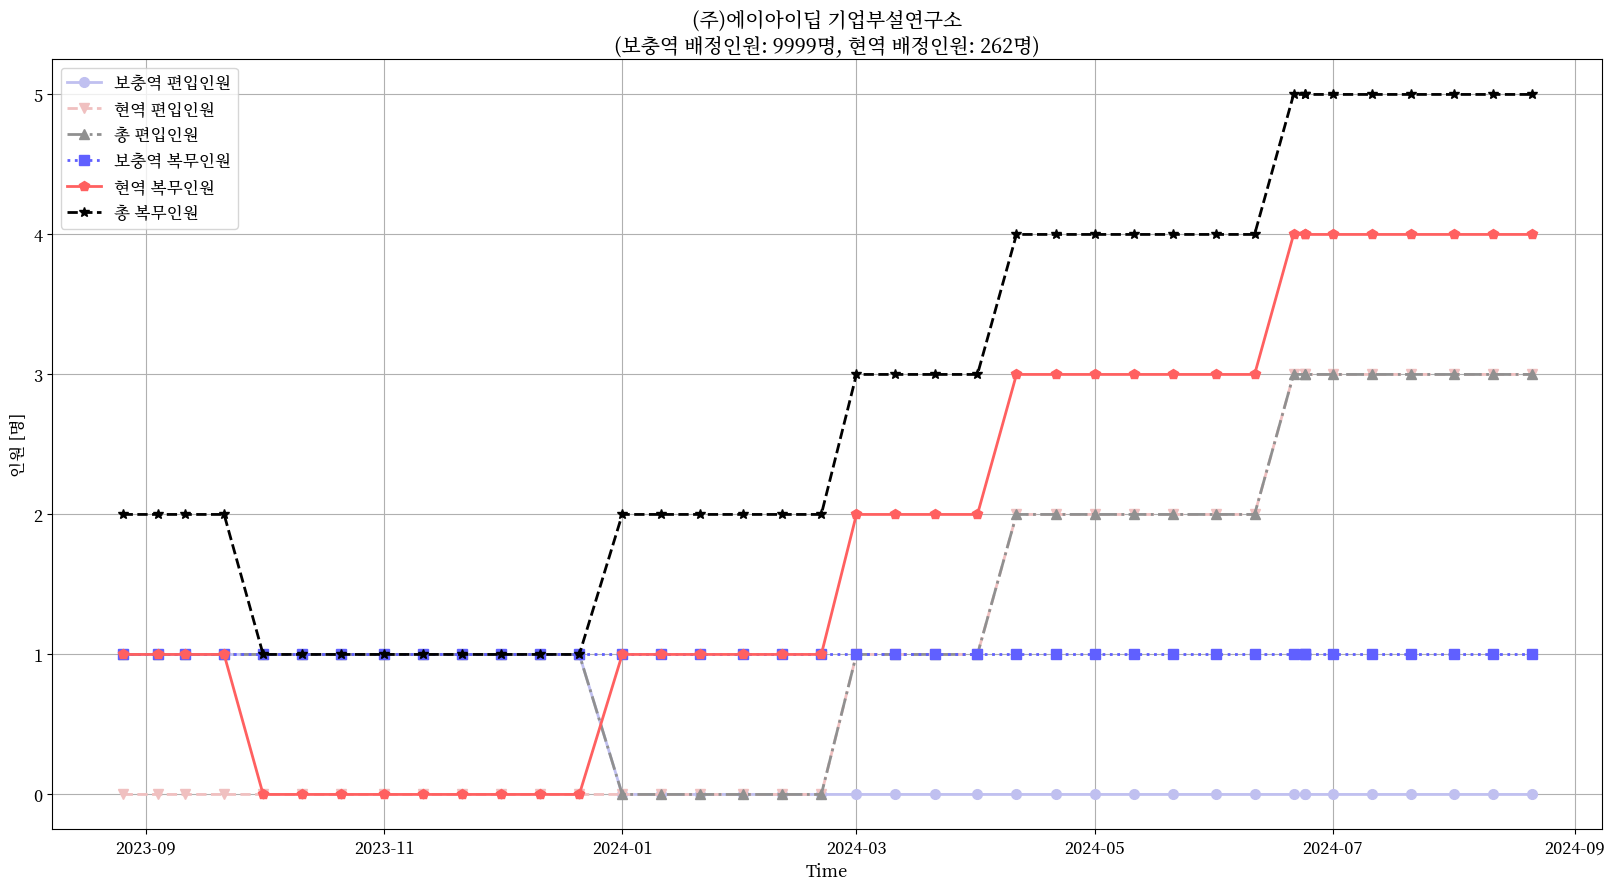 (주)에이아이딥 기업부설연구소
(보충역 배정인원: 9999명, 현역 배정인원: 262명)
보충역 편입인원
현역 편입인원
총 편입인원
보충역 복무인원
현역 복무인원
총 복무인원
5
4
3
2
1
0
인원 [명]
2023-09 2023-11 2024-01 2024-03 2024-05 2024-07 2024-09
Time